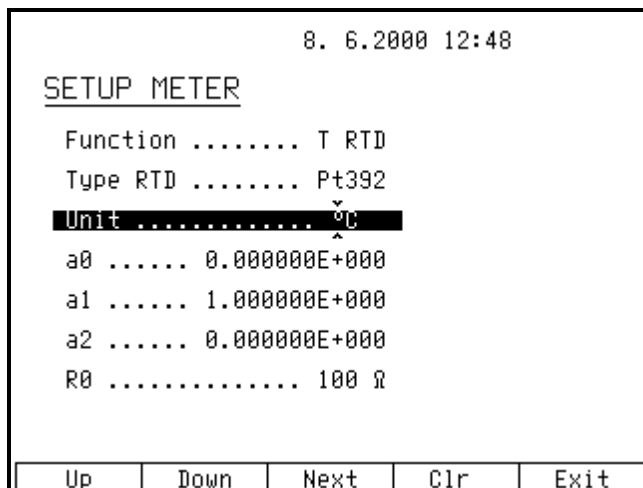 8. 6.2000 12:48
SETUP METER
Function ........ T RTD
Type RTD ........ Pt392
Unit ............. ºC
a0 ...... 0.000000E+000
a1 ...... 1.000000E+000
a2 ...... 0.000000E+000
R0 .............. 100 Ω
Up Down Next Clr Exit